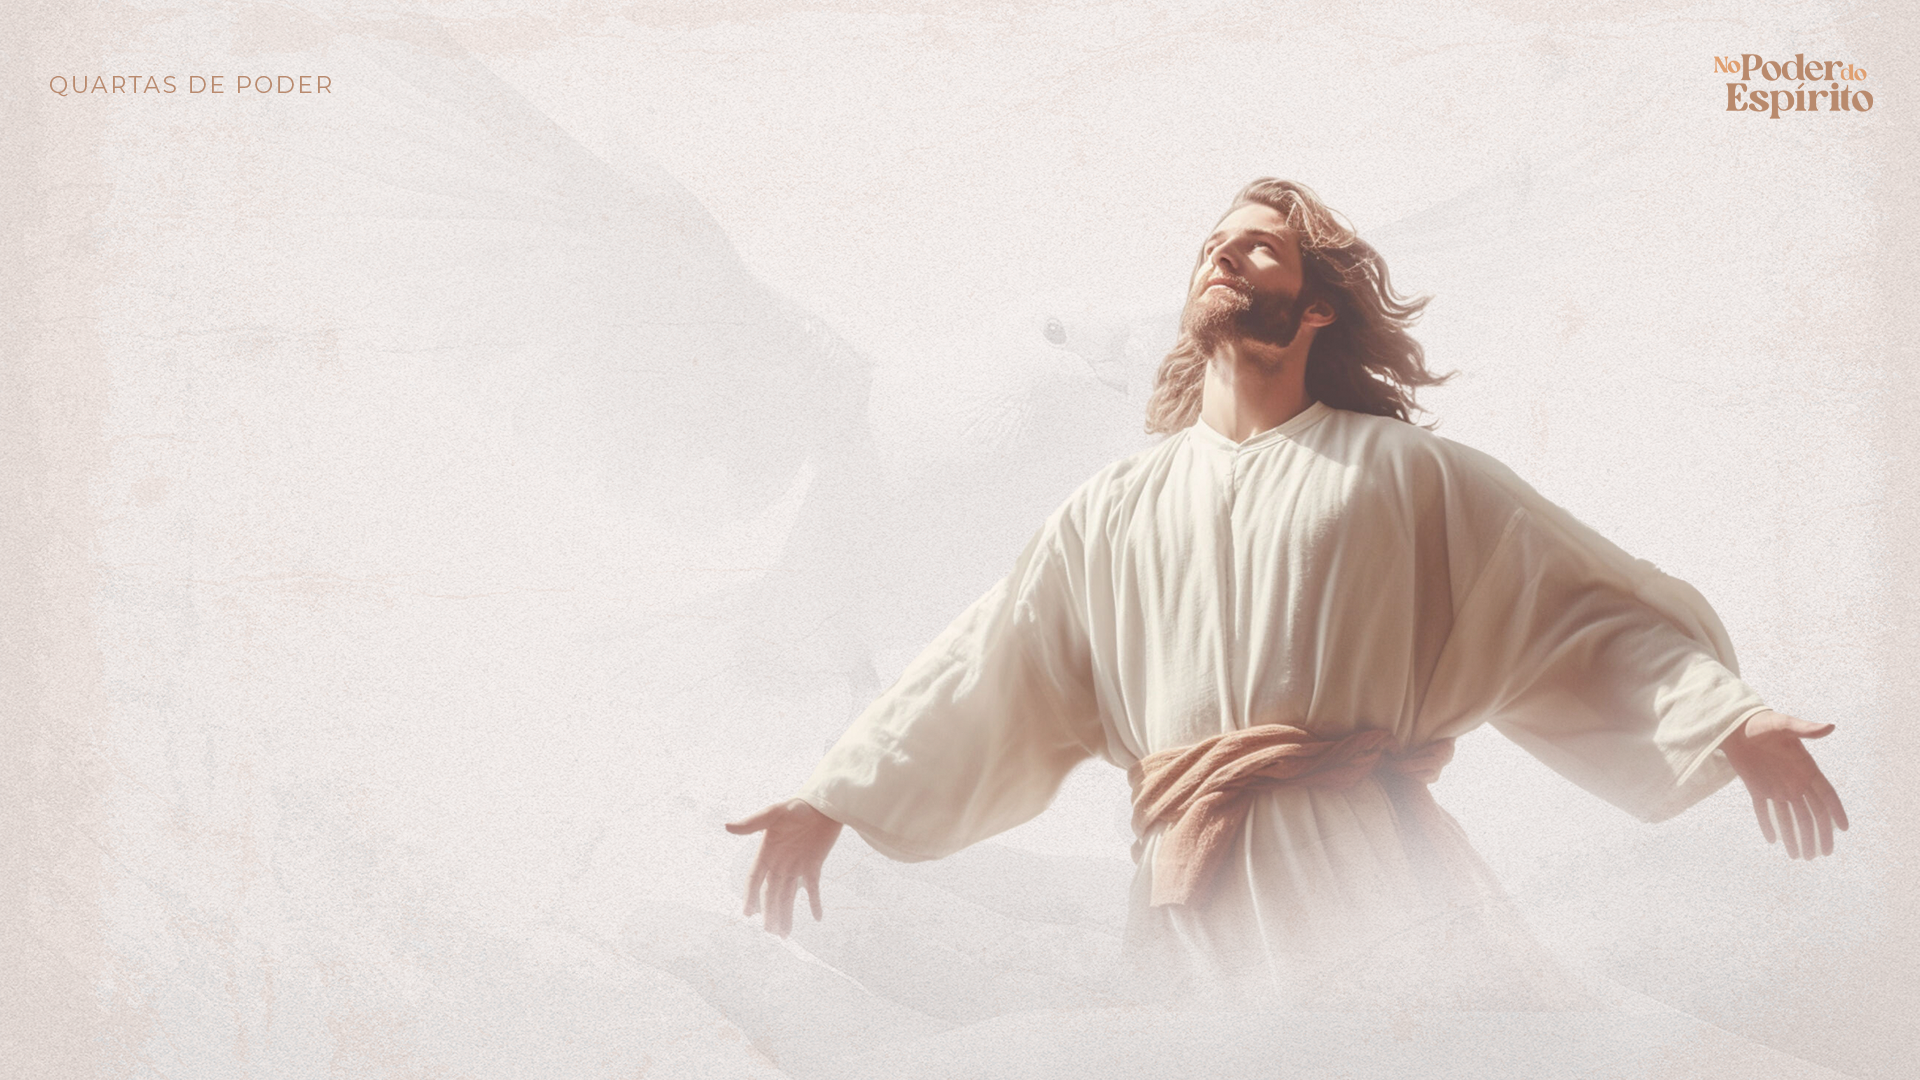 QUARTAS DE PODER
No Poder do
Espírito